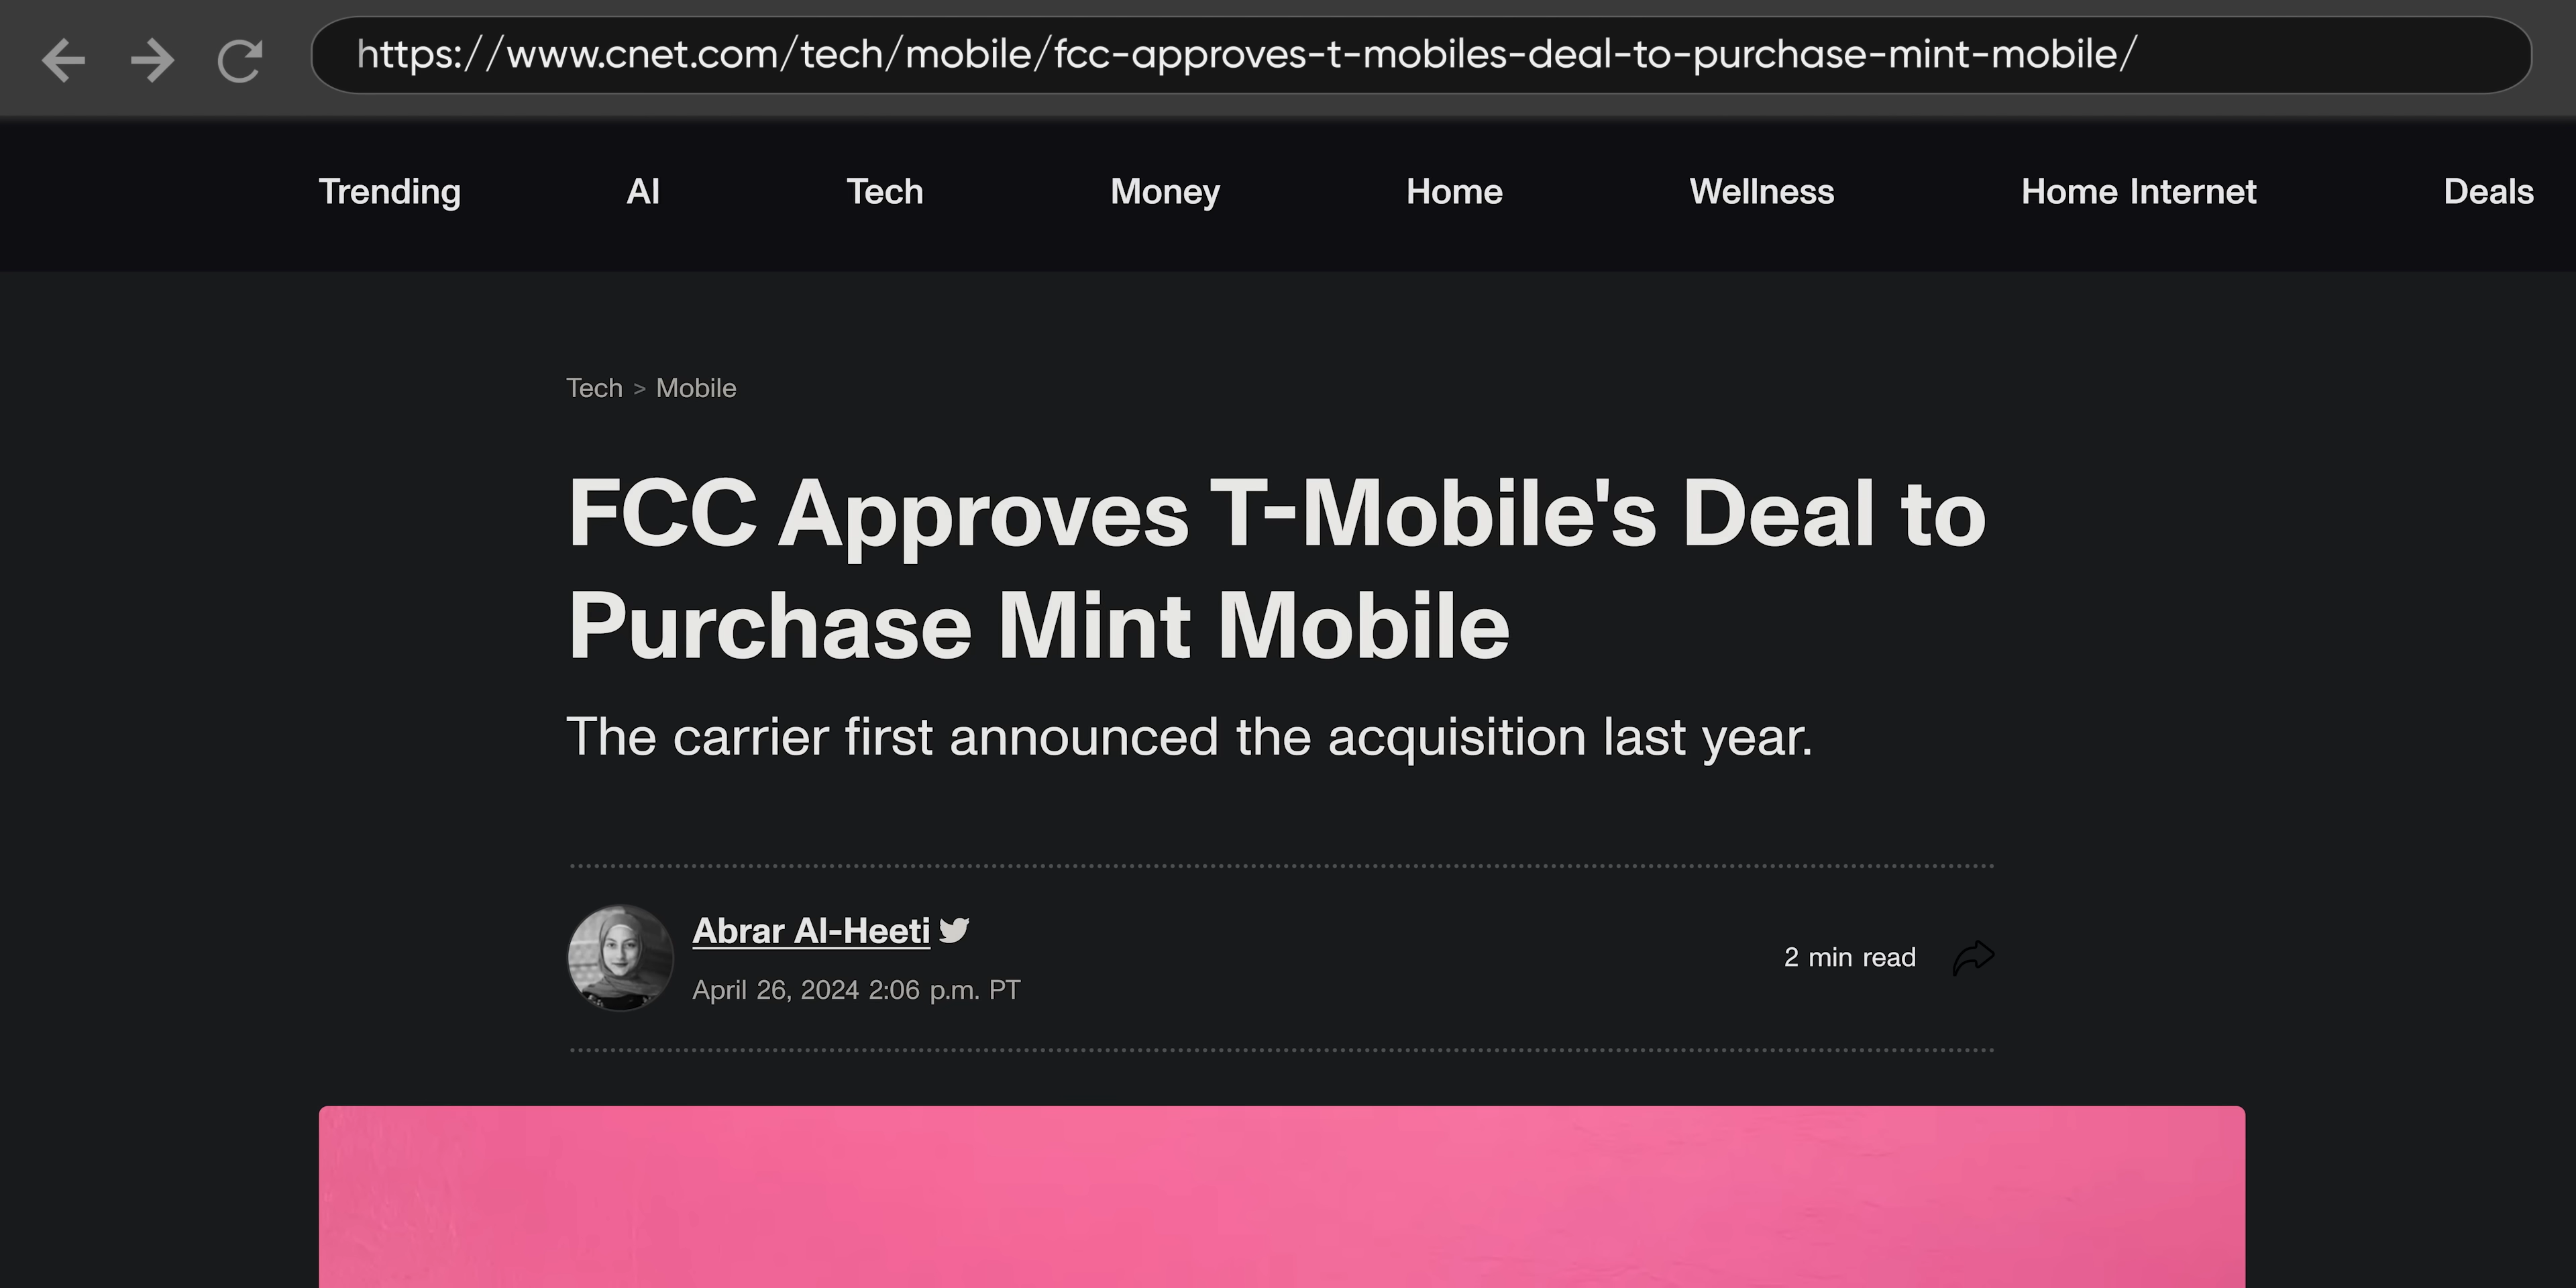 https://www.cnet.com/tech/mobile/fcc-approves-t-mobiles-deal-to-purchase-mint-mobile/
Trending AI Tech Money Home Wellness Home Internet Deals
Tech > Mobile
FCC Approves T-Mobile's Deal to
Purchase Mint Mobile
The carrier first announced the acquisition last year.
Abrar Al-Heeti
2 min read
April 26, 2024 2:06 p.m. PT